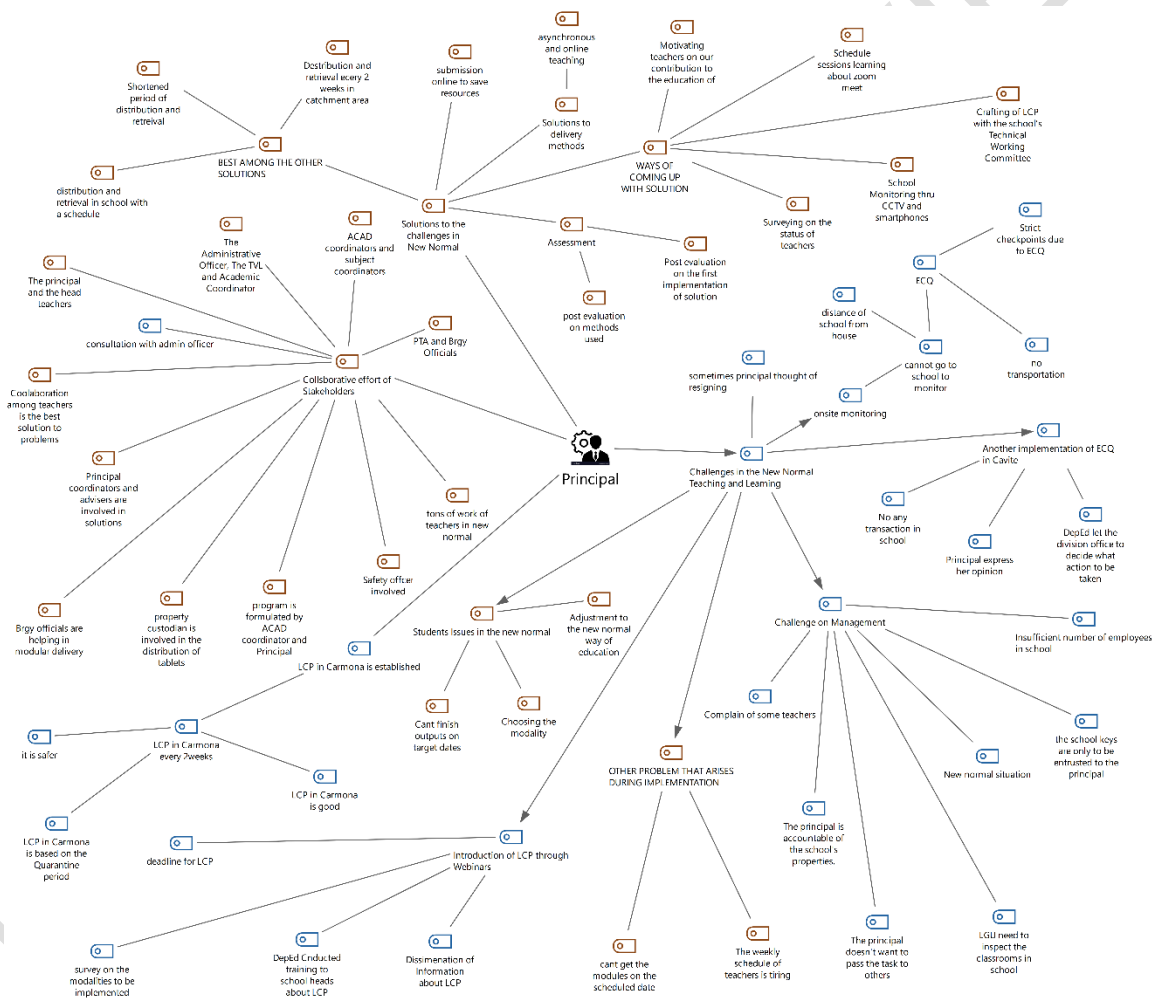 asynchronous
and online
teaching
Motivating
teachers on our
contribution to
the education of
Schedule
sessions learning
about zoom
meet
Destribution and
retrieval every 2
weeks in
catchment area
submission
online to save
resources
Shortened
period of
distribution and
retreival
Crafting of LCP
with the school's
Technical
Working
Committee
Solutions to
delivery
methods
BEST AMONG THE OTHER
SOLUTIONS
WAYS OF
COMING UP
WITH SOLUTION
School
Monitoring thru
CCTV and
smartphones
distribution and
retrieval in school with
a schedule
Solutions to the
challenges in
New Normal
Surveying on the
status of
teachers
Strict
checkpoints due
to ECQ
The
Administrative
Officer, The TVL
and Academic
Coordinator
ACAD
coordinators and
subject
coordinators
Assessment
Post evaluation
on the first
implementation
of solution
The principal
and the head
teachers
ECQ
post evaluation
on methods
used
distance of
school from
house
consultation with admin officer
PTA and Brgy
Officials
cannot go to
school to
monitor
no
transportation
Collsborative effort of
Stakeholders
sometimes principal thought of
resigning
Coolaboration
among teachers
is the best
solution to
problems
onsite monitoring
Principal
Challenges in the New Normal
Teaching and Learning
Another implementation of ECQ
in Cavite
Principal
coordinators and
advisers are
involved in
solutions
tons of work of
teachers in new
normal
No any
transaction in
school
Principal express
her opinion
DepEd let the
division office to
decide what
action to be
taken
Safety offcer
involved
Brgy officials are
helping in
modular delivery
property
custodian is
involved in the
distribution of
tablets
program is
formulated by
ACAD
coordinator and
Principal
Students Issues in the new normal
Adjustment to
the new normal
way of
education
Challenge on Management
Insufficient number of employees
in school
LCP in Carmona is established
Cant finish
outputs on
target dates
Choosing the
modality
Complain of some teachers
it is safer
LCP in Carmona
every 2weeks
the school keys
are only to be
entrusted to the
principal
OTHER PROBLEM THAT ARISES
DURING IMPLEMENTATION
New normal situation
LCP in Carmona
is good
The principal is
accountable of
the school's
properties.
LCP in Carmona
is based on the
Quarantine
period
deadline for LCP
Introduction of LCP through
Webinars
survey on the
modalities to be
implemented
DepEd Cnducted
training to
school heads
about LCP
Dissimenation of
Information
about LCP
cant get the
modules on the
scheduled date
The weekly
schedule of
teachers is tiring
The principal
doesn't want to
pass the task to
others
LGU need to
inspect the
classrooms in
school